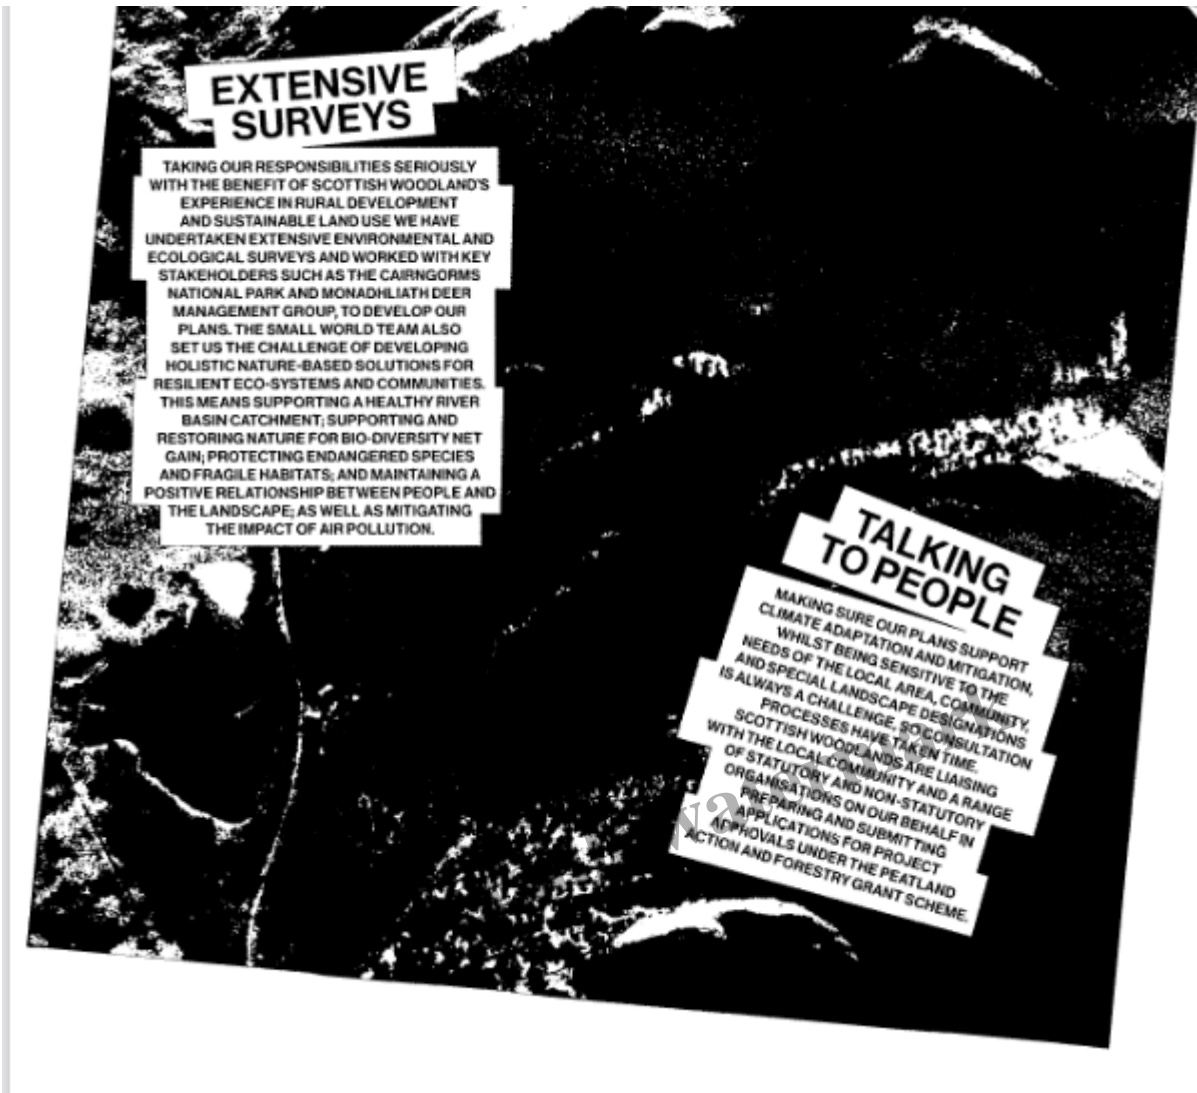 EXTENSIVE
SURVEYS
TAKING OUR RESPONSIBILITIES SERIOUSLY
WITH THE BENEFIT OF SCOTTISH WOODLAND'S
EXPERIENCE IN RURAL DEVELOPMENT
AND SUSTAINABLE LAND USE WE HAVE
UNDERTAKEN EXTENSIVE ENVIRONMENTAL AND
ECOLOGICAL SURVEYS AND WORKED WITH KEY
STAKEHOLDERS SUCH AS THE CAIRNGORMS
NATIONAL PARK AND MONADHLIATH DEER
MANAGEMENT GROUP, TO DEVELOP OUR
PLANS. THE SMALL WORLD TEAM ALSO
SET US THE CHALLENGE OF DEVELOPING
HOLISTIC NATURE-BASED SOLUTIONS FOR
RESILIENT ECO-SYSTEMS AND COMMUNITIES.
THIS MEANS SUPPORTING A HEALTHY RIVER
BASIN CATCHMENT; SUPPORTING AND
RESTORING NATURE FOR BIO-DIVERSITY NET
GAIN; PROTECTING ENDANGERED SPECIES
AND FRAGILE HABITATS; AND MAINTAINING A
POSITIVE RELATIONSHIP BETWEEN PEOPLE AND
THE LANDSCAPE; AS WELL AS MITIGATING
THE IMPACT OF AIR POLLUTION.
TALKING
TO PEOPLE
MAKING SURE OUR PLANS SUPPORT
CLIMATE ADAPTATION AND MITIGATION,
WHILST BEING SENSITIVE TO THE
NEEDS OF THE LOCAL AREA, COMMUNITY,
AND SPECIAL LANDSCAPE DESIGNATIONS
IS ALWAYS A CHALLENGE, SO CONSULTATION
PROCESSES HAVE TAKEN TIME.
SCOTTISH WOODLANDS ARE LIAISING
WITH THE LOCAL COMMUNITY AND A RANGE
OF STATUTORY AND NON-STATUTORY
ORGANISATIONS ON OUR BEHALF IN
PREPARING AND SUBMITTING
APPLICATIONS FOR PROJECT
APPROVALS UNDER THE PEATLAND
ACTION AND FORESTRY GRANT SCHEME.
watermark